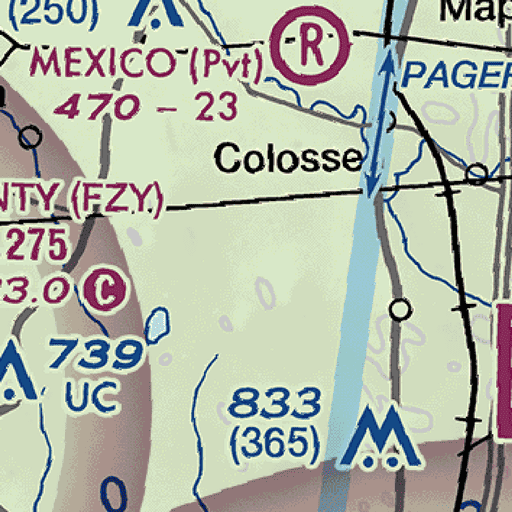 (250)
Map
R
MEXICO (Pvt)
470 - 23
PAGER
Colosse
NTY (FZY)
275
3.0 C
739
UC
833
(365)